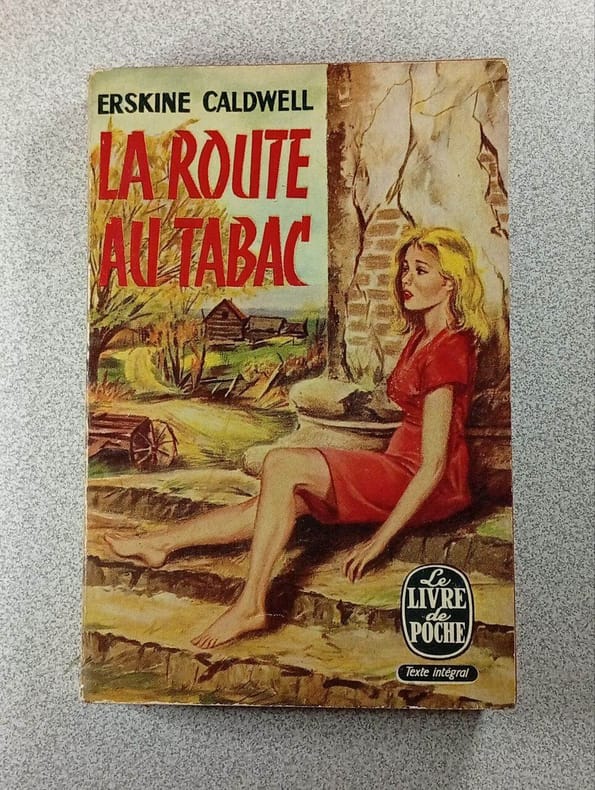 ERSKINE CALDWELL
LA ROUTE
AU TABAC
Le
LIVRE
de
POCHE
Texte intégral